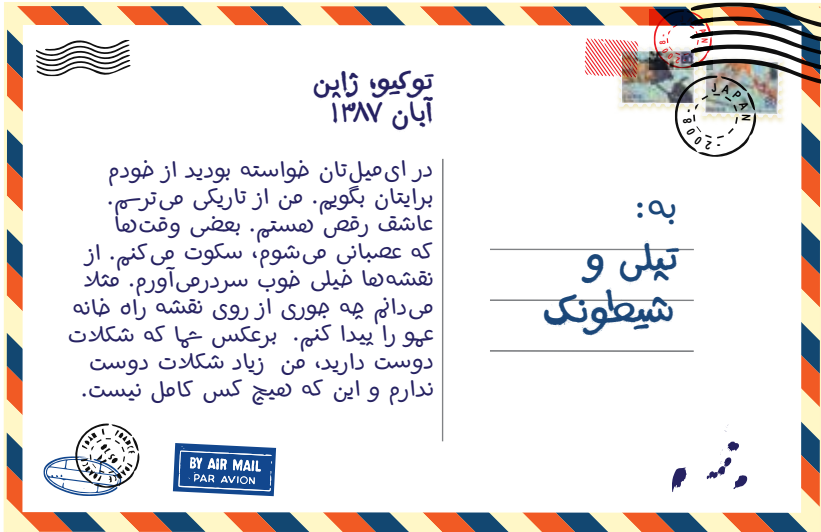 توکیو، ژاپن
آبان ۱۳۸۷
در ای‌میل‌تان خواسته بودید از خودم
برایتان بگویم. من از تاریکی می‌ترسم.
عاشق رقص هستم. بعضی وقت‌ها
که عصبانی می‌شوم، سکوت می‌کنم. از
نقشه‌ها خیلی خوب سردرمی‌آورم. مثلا
می‌دانم چه جوری از روی نقشه راه خانه
عمو را پیدا کنم. برعکس شما که شکلات
دوست دارید، من زیاد شکلات دوست
ندارم و این که هیچ کس کامل نیست.
به:
تپلی و
شیطونک
JAPAN
2008
BY AIR MAIL
PAR AVION